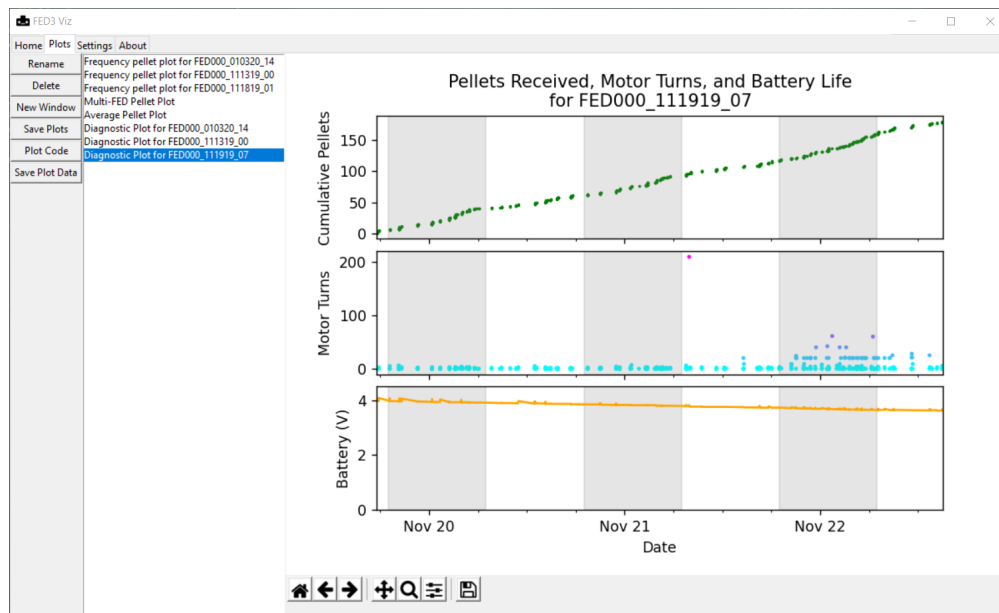 FED3 Viz
Home Plots Settings About
Rename
Delete
New Window
Save Plots
Plot Code
Save Plot Data
Frequency pellet plot for FED000_010320_14
Frequency pellet plot for FED000_111319_00
Frequency pellet plot for FED000_111819_01
Multi-FED Pellet Plot
Average Pellet Plot
Diagnostic Plot for FED000_010320_14
Diagnostic Plot for FED000_111319_00
Diagnostic Plot for FED000_111919_07
Pellets Received, Motor Turns, and Battery Life
for FED000_111919_07
Cumulative Pellets
150
100
50
0
Motor Turns
200
100
0
Battery (V)
4
2
0
Nov 20 Nov 21 Nov 22
Date